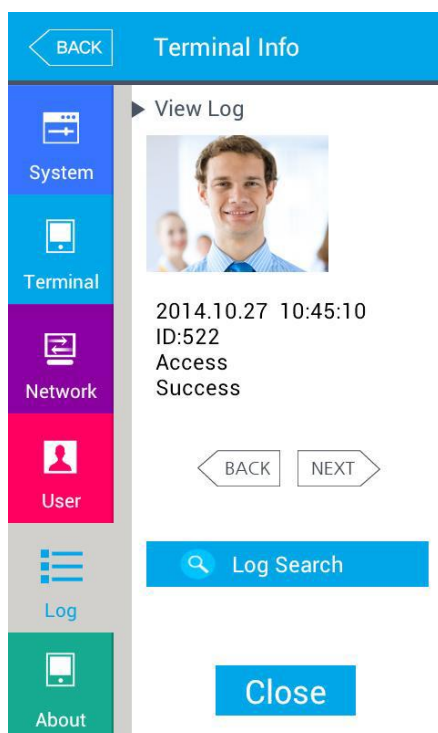 BACK
Terminal Info
System
Terminal
Network
User
Log
About
View Log
2014.10.27 10:45:10
ID:522
Access
Success
BACK
NEXT
Log Search
Close